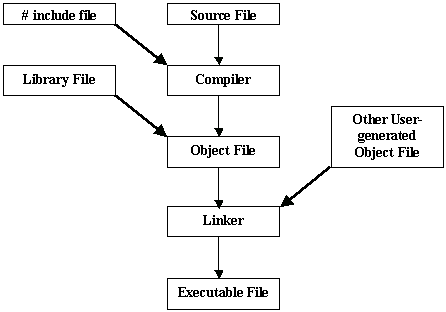 # include file
Source File
Compiler
Library File
Other User-
generated
Object File
Object File
Linker
Executable File